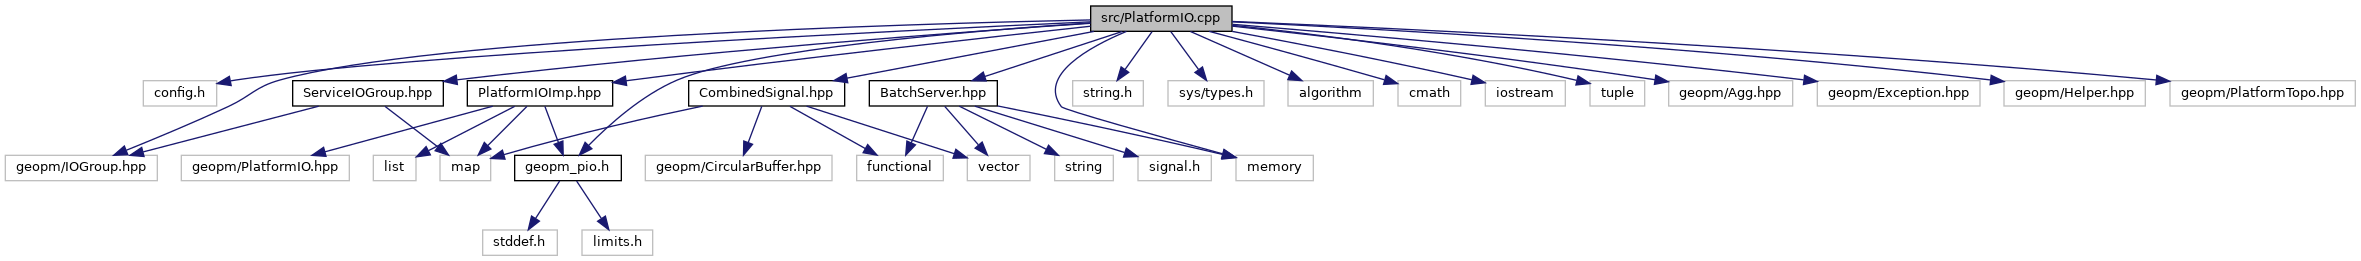 src/PlatformIO.cpp
config.h
ServiceIOGroup.hpp
PlatformIOImp.hpp
CombinedSignal.hpp
BatchServer.hpp
string.h
sys/types.h
algorithm
cmath
iostream
tuple
geopm/Agg.hpp
geopm/Exception.hpp
geopm/Helper.hpp
geopm/PlatformTopo.hpp
geopm/IOGroup.hpp
geopm/PlatformIO.hpp
list
map
geopm_pio.h
geopm/CircularBuffer.hpp
functional
vector
string
signal.h
memory
stddef.h
limits.h